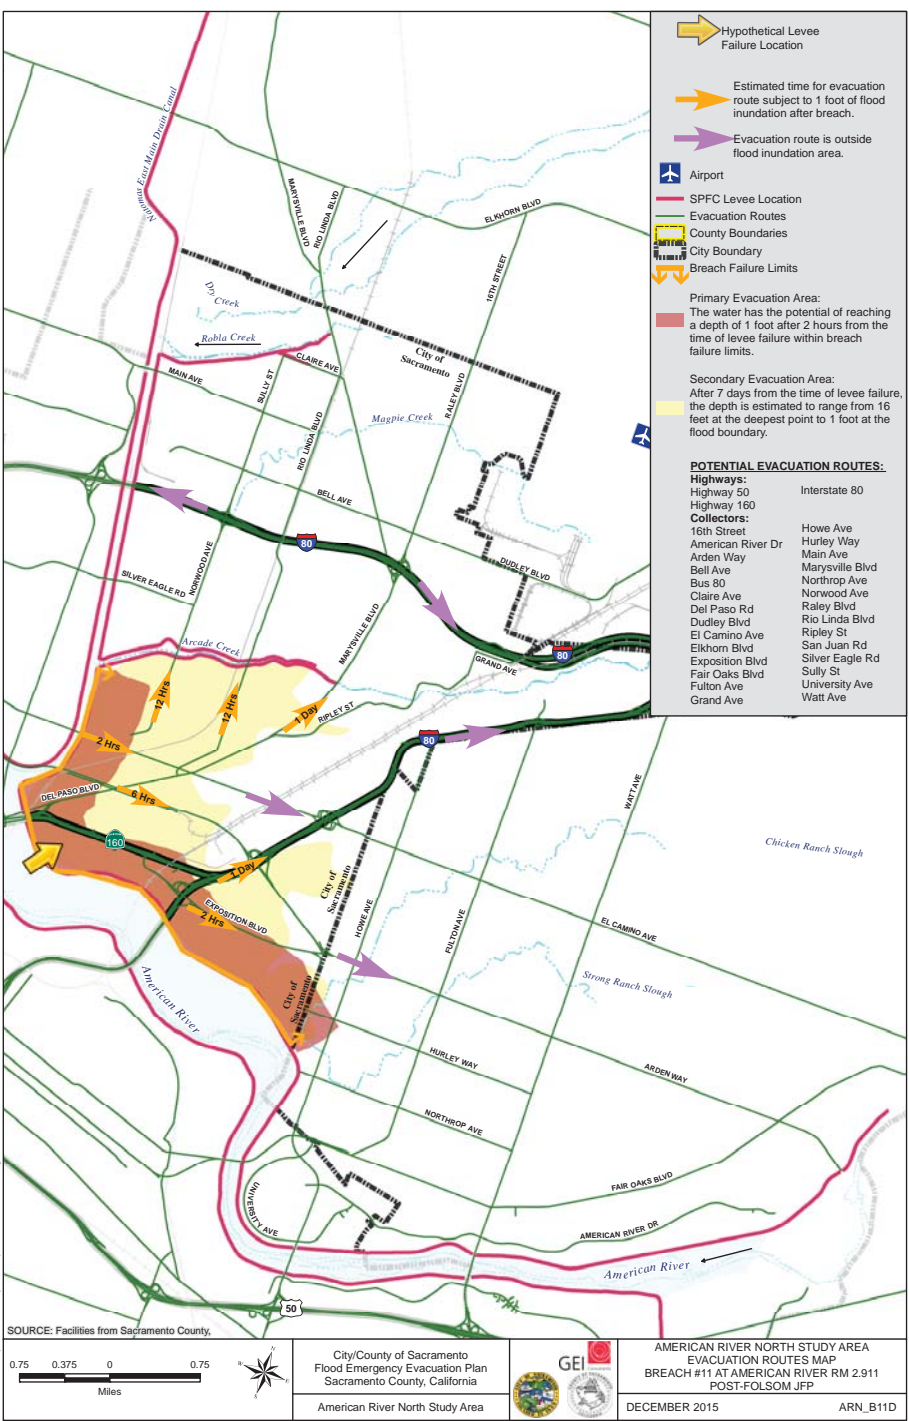 Hypothetical Levee
Failure Location
Estimated time for evacuation
route subject to 1 foot of flood
inundation after breach.
Evacuation route is outside
flood inundation area.
Airport
SPFC Levee Location
Evacuation Routes
County Boundaries
City Boundary
Breach Failure Limits
Primary Evacuation Area:
The water has the potential of reaching
a depth of 1 foot after 2 hours from the
time of levee failure within breach
failure limits.
Secondary Evacuation Area:
After 7 days from the time of levee failure,
the depth is estimated to range from 16
feet at the deepest point to 1 foot at the
flood boundary.
POTENTIAL EVACUATION ROUTES:
Highways:
Highway 50
Highway 160
Interstate 80
Collectors:
16th Street
American River Dr
Arden Way
Bell Ave
Bus 80
Claire Ave
Del Paso Rd
Dudley Blvd
El Camino Ave
Elkhorn Blvd
Exposition Blvd
Fair Oaks Blvd
Fulton Ave
Grand Ave
Howe Ave
Hurley Way
Main Ave
Marysville Blvd
Northrop Ave
Norwood Ave
Raley Blvd
Rio Linda Blvd
Ripley St
San Juan Rd
Silver Eagle Rd
Sully St
University Ave
Watt Ave
Natomas East Main Drain Canal
MARYSVILLE BLVD
RIO LINDA BLVD
ELKHORN BLVD
16TH STREET
Dry
Creek
Robla Creek
CLAIRE AVE
City of
Sacramento
MAIN AVE
SULLY ST
RALEY BLVD
RIO LINDA BLVD
Magpie Creek
BELL AVE
80
NORWOOD AVE
DUDLEY BLVD
SILVER EAGLE RD
Arcade Creek
MARYSVILLE BLVD
80
GRAND AVE
12 Hrs
12 Hrs
1 Day
RIPLEY ST
2 Hrs
80
DEL PASO BLVD
6 Hrs
WATT AVE
160
Chicken Ranch Slough
1 Day
City of
Sacramento
EXPOSITION BLVD
2 Hrs
HOWE AVE
FULTON AVE
EL CAMINO AVE
American River
City of
Sacramento
Strong Ranch Slough
HURLEY WAY
ARDEN WAY
NORTHROP AVE
FAIR OAKS BLVD
UNIVERSITY AVE
AMERICAN RIVER DR
American River
50
SOURCE: Facilities from Sacramento County,
0.75 0.375 0 0.75
Miles
N
W
E
S
City/County of Sacramento
Flood Emergency Evacuation Plan
Sacramento County, California
American River North Study Area
GEI
AMERICAN RIVER NORTH STUDY AREA
EVACUATION ROUTES MAP
BREACH #11 AT AMERICAN RIVER RM 2.911
POST-FOLSOM JFP
DECEMBER 2015
ARN_B11D